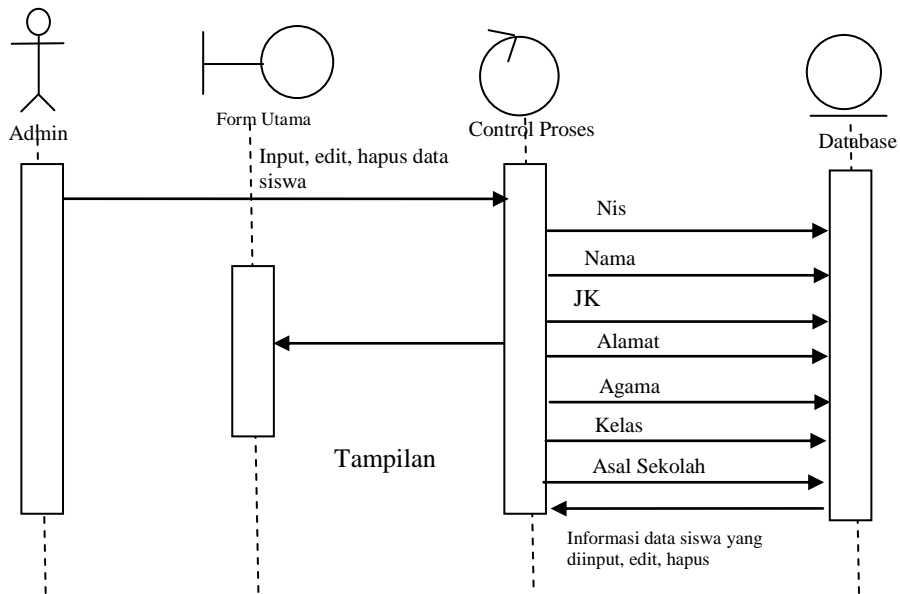 Admin
Form Utama
Control Proses
Database
Input, edit, hapus data
siswa
Nis
Nama
JK
Alamat
Agama
Kelas
Tampilan
Asal Sekolah
Informasi data siswa yang
diinput, edit, hapus